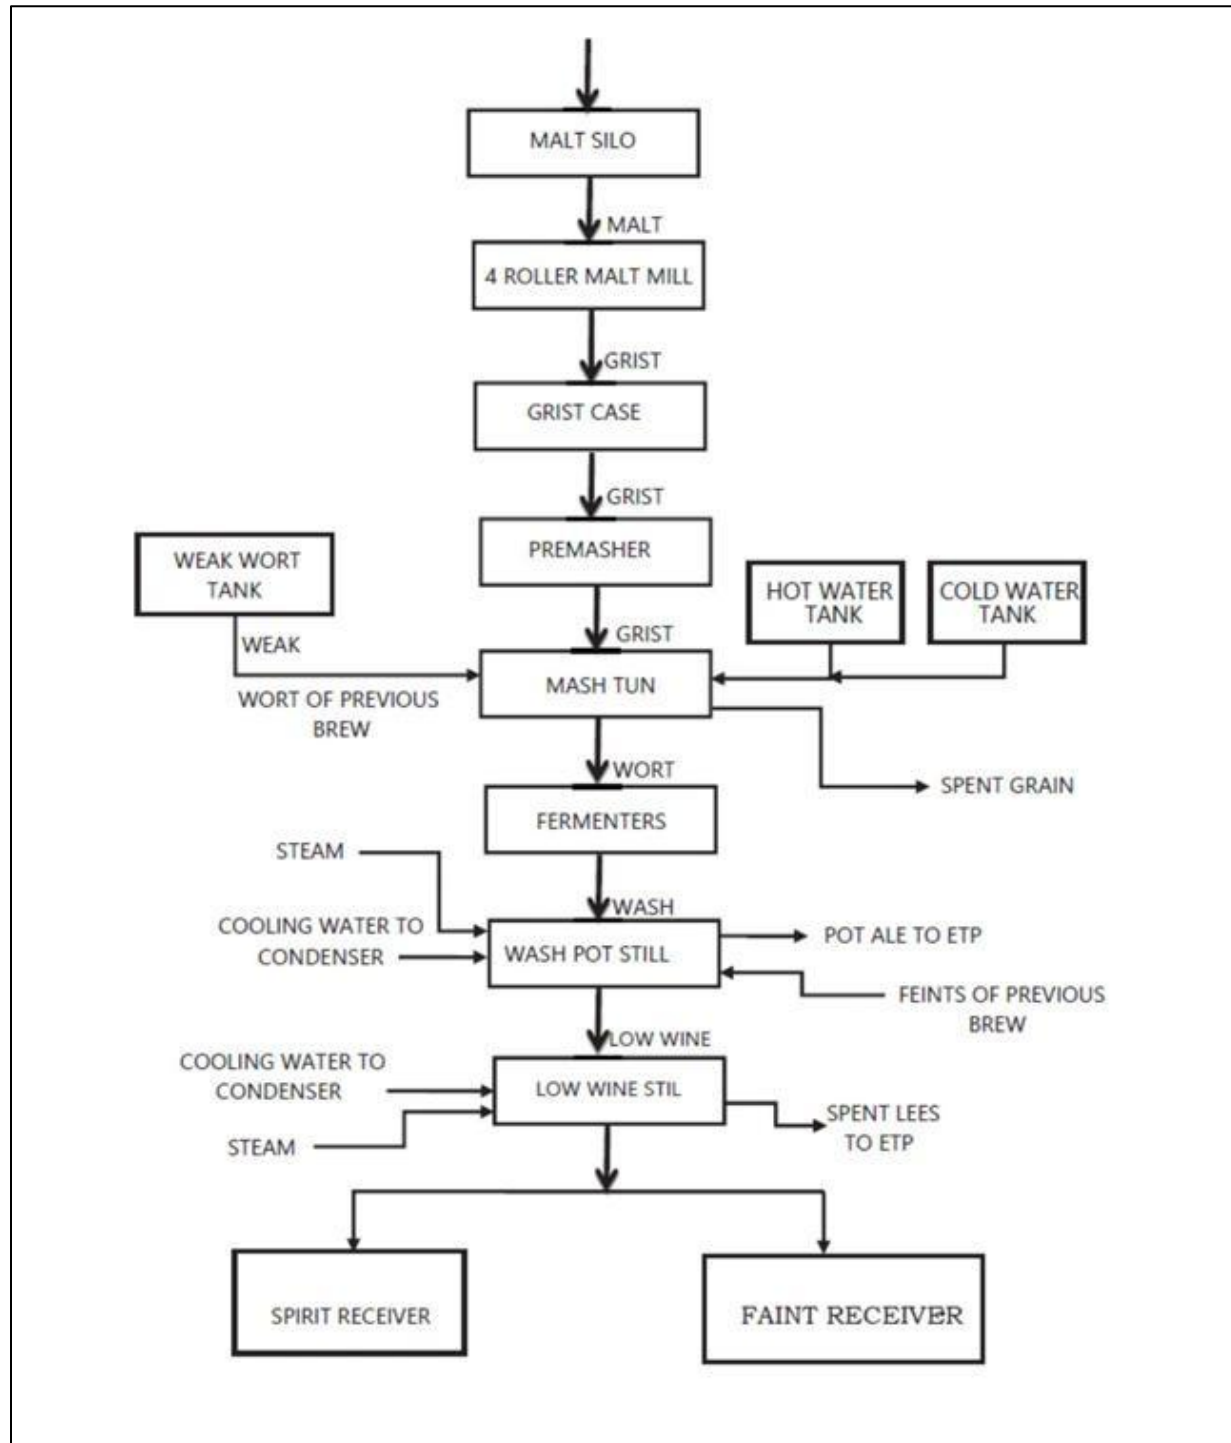 MALT SILO
MALT
4 ROLLER MALT MILL
GRIST
GRIST CASE
GRIST
PREMASHER
WEAK WORT
TANK
HOT WATER
TANK
COLD WATER
TANK
GRIST
WEAK
MASH TUN
WORT OF PREVIOUS
BREW
WORT
SPENT GRAIN
FERMENTERS
STEAM
WASH
COOLING WATER TO
CONDENSER
WASH POT STILL
POT ALE TO ETP
FEINTS OF PREVIOUS
BREW
LOW WINE
COOLING WATER TO
CONDENSER
LOW WINE STIL
SPENT LEES
TO ETP
STEAM
SPIRIT RECEIVER
FAINT RECEIVER